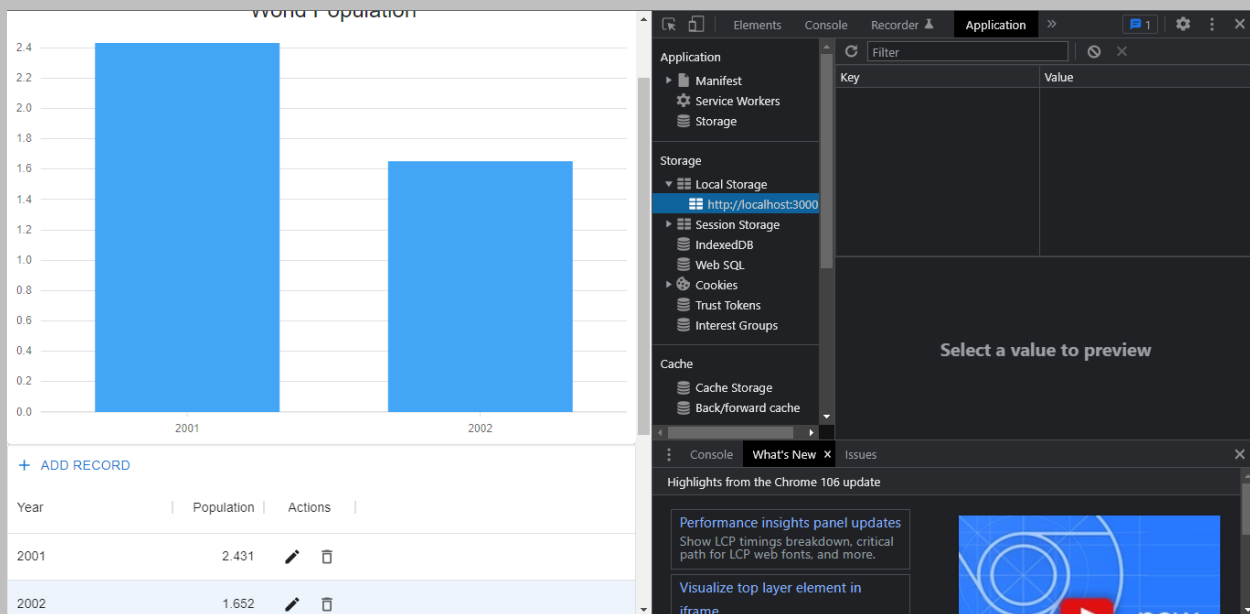 World Population
2.4
2.2
2.0
1.8
1.6
1.4
1.2
1.0
0.8
0.6
0.4
0.2
0.0
2001 2002
ADD RECORD
Year Population Actions
2001 2.431
2002 1.652
Elements Console Recorder Application 1
Application
Manifest
Service Workers
Storage
Storage
Local Storage
http://localhost:3000
Session Storage
IndexedDB
Web SQL
Cookies
Trust Tokens
Interest Groups
Cache
Cache Storage
Back/forward cache
Filter
Key Value
Select a value to preview
Console What's New Issues
Highlights from the Chrome 106 update
Performance insights panel updates
Show LCP timings breakdown, critical
path for LCP web fonts, and more.
Visualize top layer element in
iframe
new